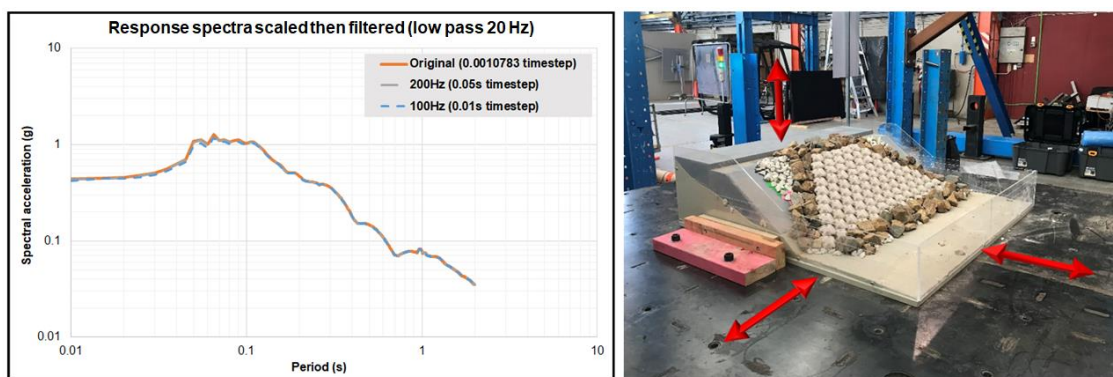 Response spectra scaled then filtered (low pass 20 Hz)
10
Original (0.0010783 timestep)
200Hz (0.05s timestep)
100Hz (0.01s timestep)
1
0.1
0.01
0.01
0.1
1
10
Spectral acceleration (g)
Period (s)